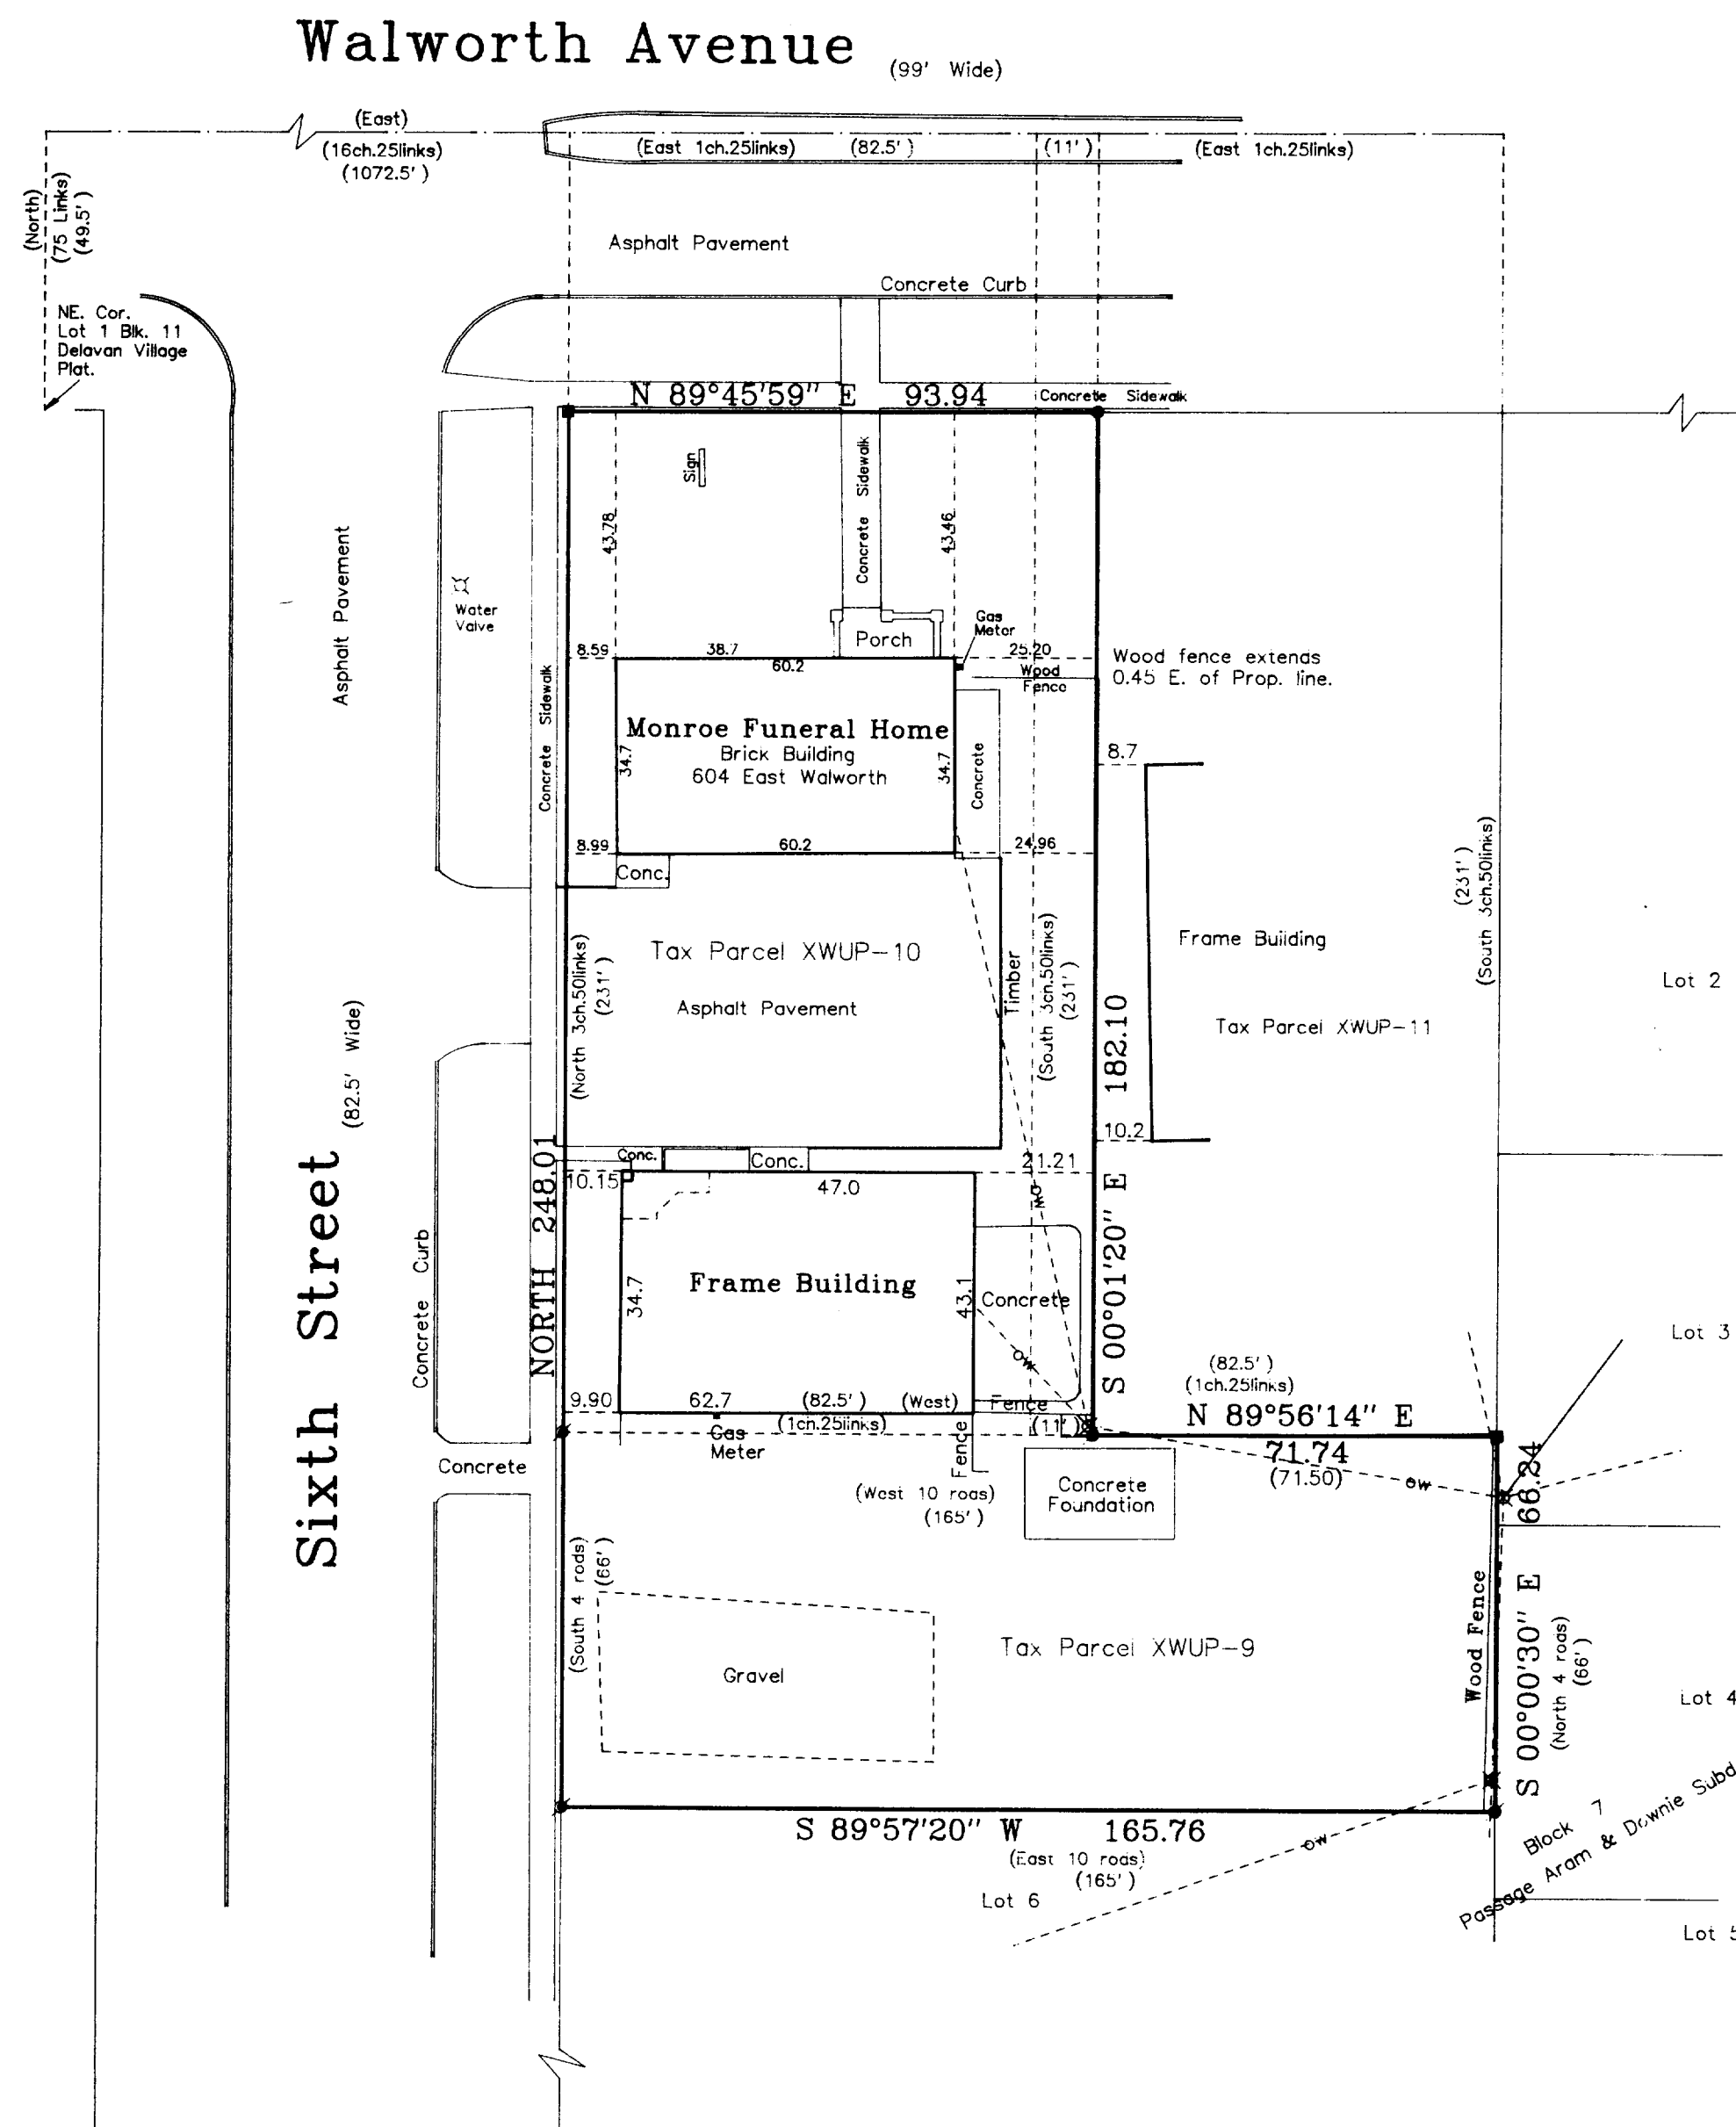 Walworth Avenue
(99' Wide)
(East)
(16ch.25links)
(1072.5')
(East 1ch.25links)
(82.5')
(11')
(East 1ch.25links)
(North)
(75 Links)
(49.5')
Asphalt Pavement
Concrete Curb
NE. Cor.
Lot 1 Blk. 11
Delavan Village
Plat.
N 89°45'59" E 93.94
Concrete Sidewalk
Sign
Concrete Sidewalk
43.78
43.46
Asphalt Pavement
Water
Valve
Gas
Meter
Porch
8.59
38.7
60.2
25.20
Wood
Fence
Wood fence extends
0.45 E. of Prop. line.
Concrete Sidewalk
Monroe Funeral Home
Brick Building
604 East Walworth
34.7
34.7
Concrete
8.7
8.99
60.2
24.96
Conc.
(231')
(South 3ch.50links)
Tax Parcel XWUP-10
Asphalt Pavement
(North 3ch.50links)
(231')
Timber
(South 3ch.50links)
(231')
Frame Building
Tax Parcel XWUP-11
Lot 2
(82.5' Wide)
S 00°01'20" E 182.10
10.2
Conc.
Conc.
10.15
47.0
21.21
OW
Sixth Street
Concrete Curb
NORTH 248.01
34.7
Frame Building
43.1
Concrete
OW
Lot 3
9.90
62.7
(82.5')
(West)
Fence
(1ch.25links)
(11')
Gas
Meter
Fence
(82.5')
(1ch.25links)
N 89°56'14" E
71.74
(71.50)
OW
66.24
Concrete
(West 10 rods)
(165')
Concrete
Foundation
(South 4 rods)
(66')
Gravel
Tax Parcel XWUP-9
Wood Fence
S 00°00'30" E
(North 4 rods)
(66')
Lot 4
S 89°57'20" W 165.76
(East 10 rods)
(165')
OW
Block 7
Passage Aram & Downie Subd
Lot 6
Lot 5